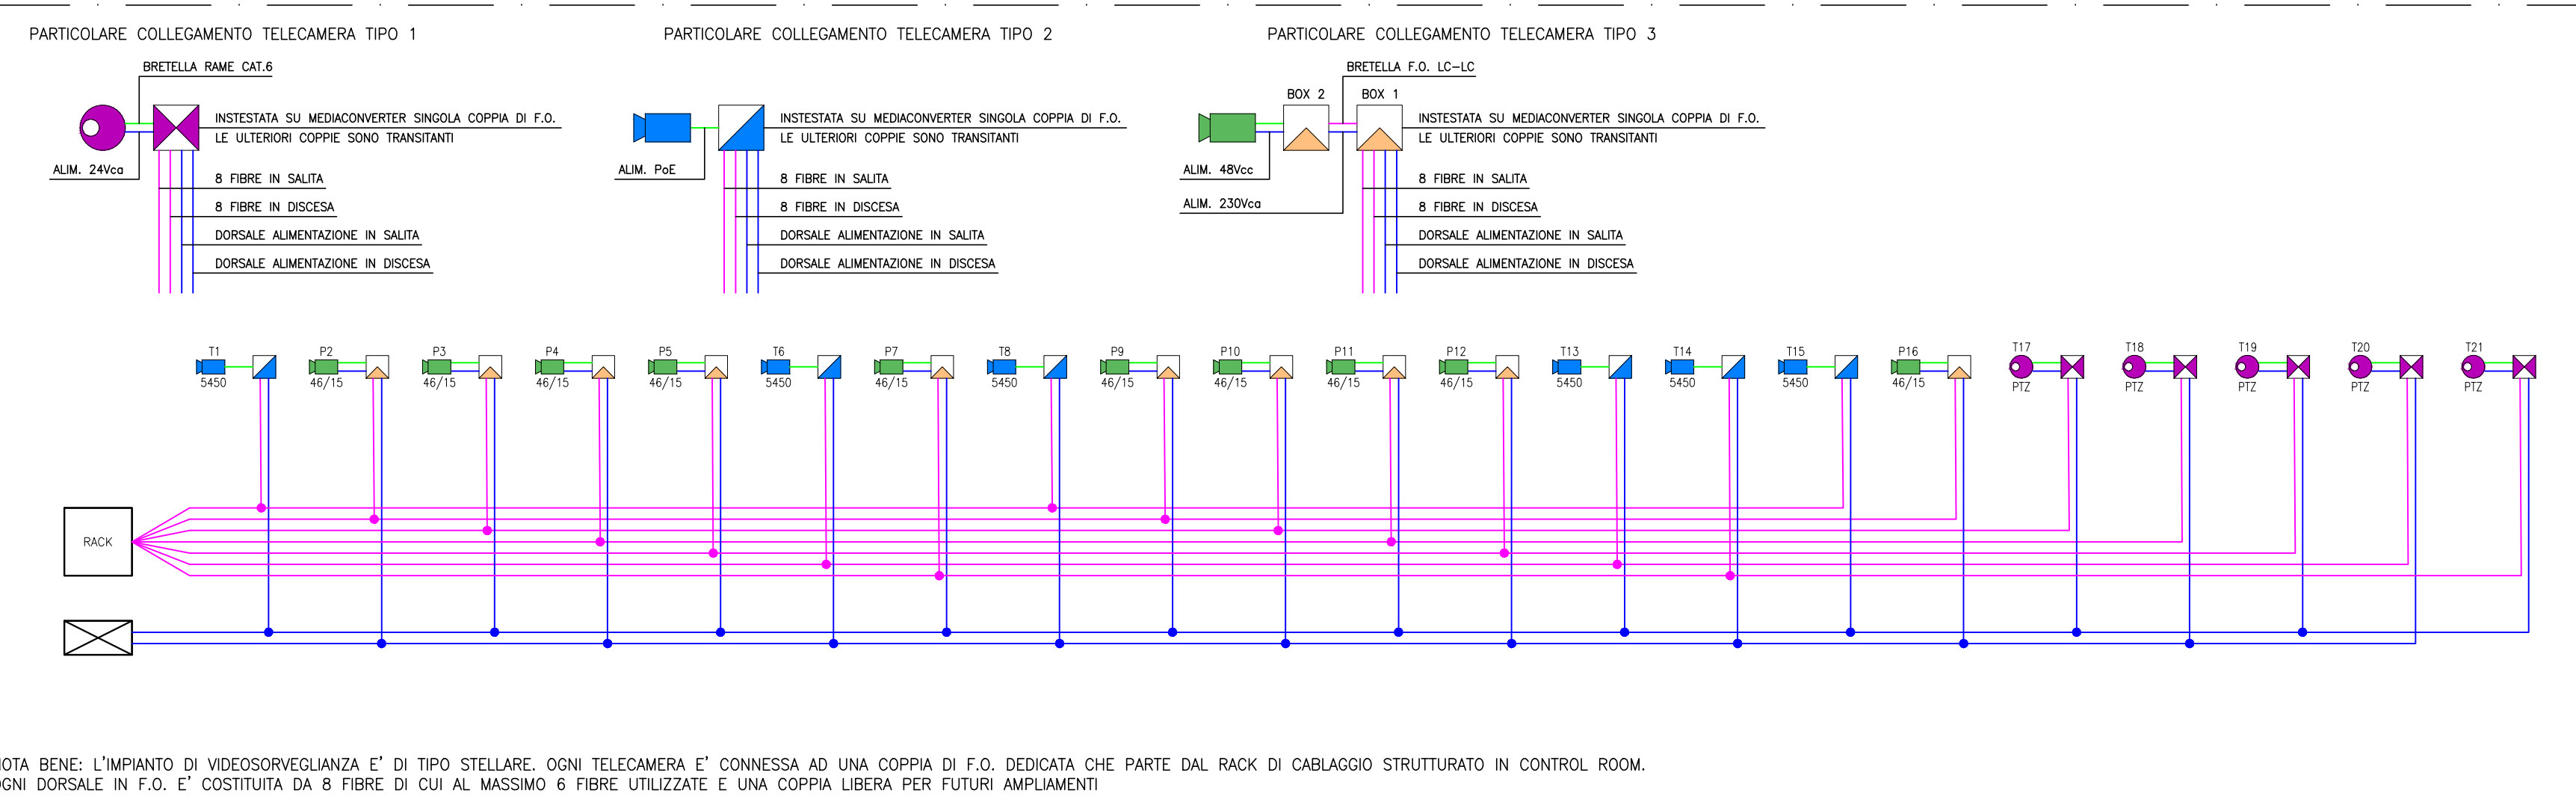 PARTICOLARE COLLEGAMENTO TELECAMERA TIPO 1
BRETELLA RAME CAT.6
INSTESTATA SU MEDIACONVERTER SINGOLA COPPIA DI F.O.
LE ULTERIORI COPPIE SONO TRANSITANTI
ALIM. 24Vca
8 FIBRE IN SALITA
8 FIBRE IN DISCESA
DORSALE ALIMENTAZIONE IN SALITA
DORSALE ALIMENTAZIONE IN DISCESA
PARTICOLARE COLLEGAMENTO TELECAMERA TIPO 2
INSTESTATA SU MEDIACONVERTER SINGOLA COPPIA DI F.O.
LE ULTERIORI COPPIE SONO TRANSITANTI
ALIM. PoE
8 FIBRE IN SALITA
8 FIBRE IN DISCESA
DORSALE ALIMENTAZIONE IN SALITA
DORSALE ALIMENTAZIONE IN DISCESA
PARTICOLARE COLLEGAMENTO TELECAMERA TIPO 3
BRETELLA F.O. LC-LC
BOX 2 BOX 1
INSTESTATA SU MEDIACONVERTER SINGOLA COPPIA DI F.O.
LE ULTERIORI COPPIE SONO TRANSITANTI
ALIM. 48Vcc
8 FIBRE IN SALITA
ALIM. 230Vca
8 FIBRE IN DISCESA
DORSALE ALIMENTAZIONE IN SALITA
DORSALE ALIMENTAZIONE IN DISCESA
T1 P2 P3 P4 P5 T6 P7 T8 P9 P10 P11 P12 T13 T14 T15 P16 T17 T18 T19 T20 T21
5450 46/15 46/15 46/15 46/15 5450 46/15 5450 46/15 46/15 46/15 46/15 5450 5450 5450 46/15 PTZ PTZ PTZ PTZ PTZ
RACK
NOTA BENE: L'IMPIANTO DI VIDEOSORVEGLIANZA E' DI TIPO STELLARE. OGNI TELECAMERA E' CONNESSA AD UNA COPPIA DI F.O. DEDICATA CHE PARTE DAL RACK DI CABLAGGIO STRUTTURATO IN CONTROL ROOM.
OGNI DORSALE IN F.O. E' COSTITUITA DA 8 FIBRE DI CUI AL MASSIMO 6 FIBRE UTILIZZATE E UNA COPPIA LIBERA PER FUTURI AMPLIAMENTI